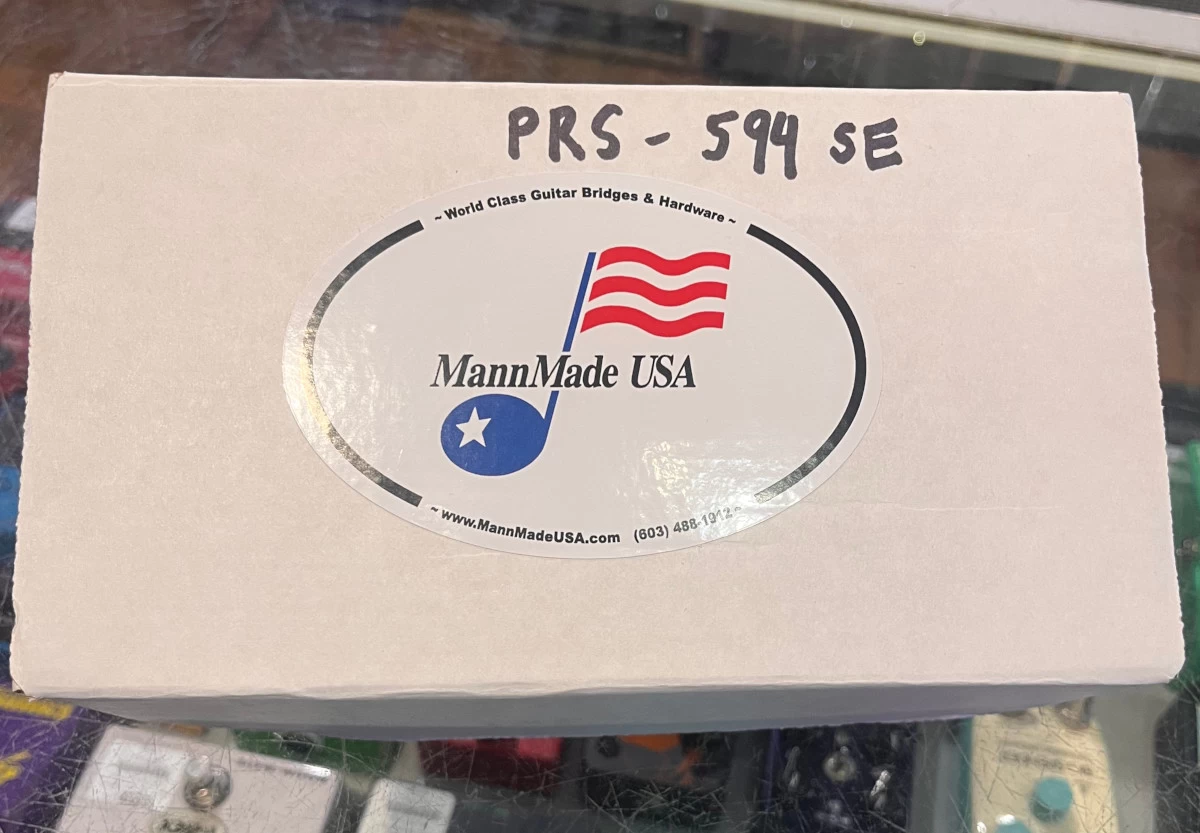 PRS - 594 SE
~ World Class Guitar Bridges & Hardware ~
MannMade USA
~ www.MannMadeUSA.com (603) 488-1912 ~